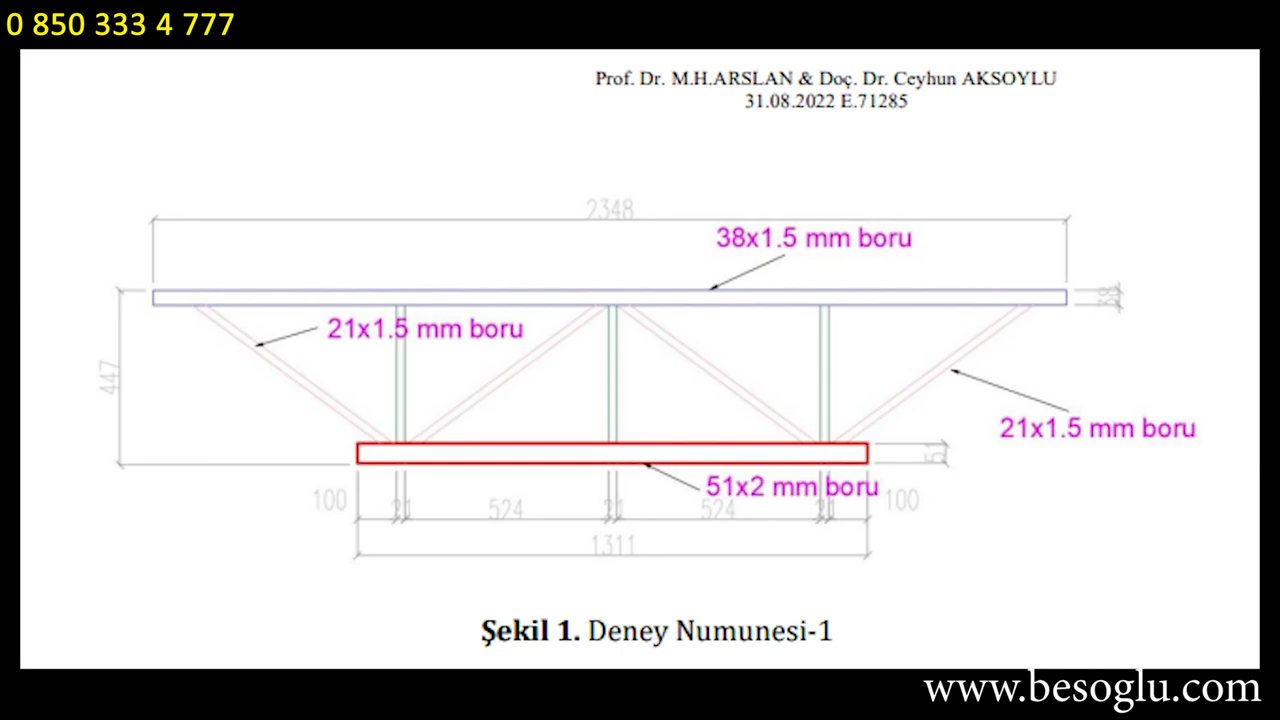 0 850 333 4 777
Prof. Dr. M.H.ARSLAN & Doç. Dr. Ceyhun AKSOYLU
31.08.2022 E.71285
2348
38x1.5 mm boru
38
21x1.5 mm boru
447
21x1.5 mm boru
51
51x2 mm boru
100 21 524 21 524 21 100
1311
Şekil 1. Deney Numunesi-1
www.besoglu.com